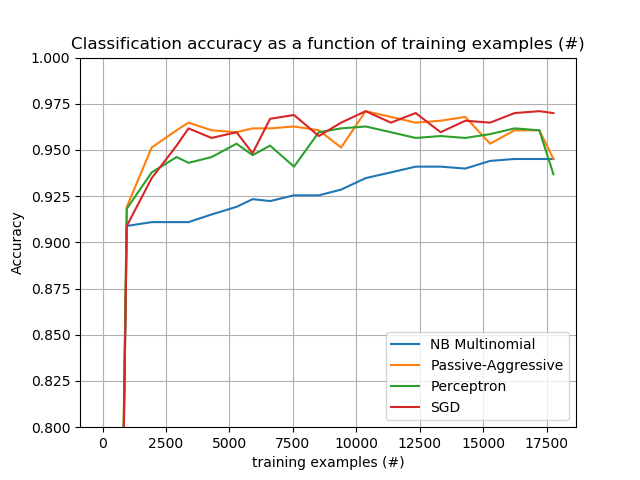 Classification accuracy as a function of training examples (#)
1.000
0.975
0.950
0.925
0.900
0.875
0.850
0.825
0.800
Accuracy
NB Multinomial
Passive-Aggressive
Perceptron
SGD
0 2500 5000 7500 10000 12500 15000 17500
training examples (#)